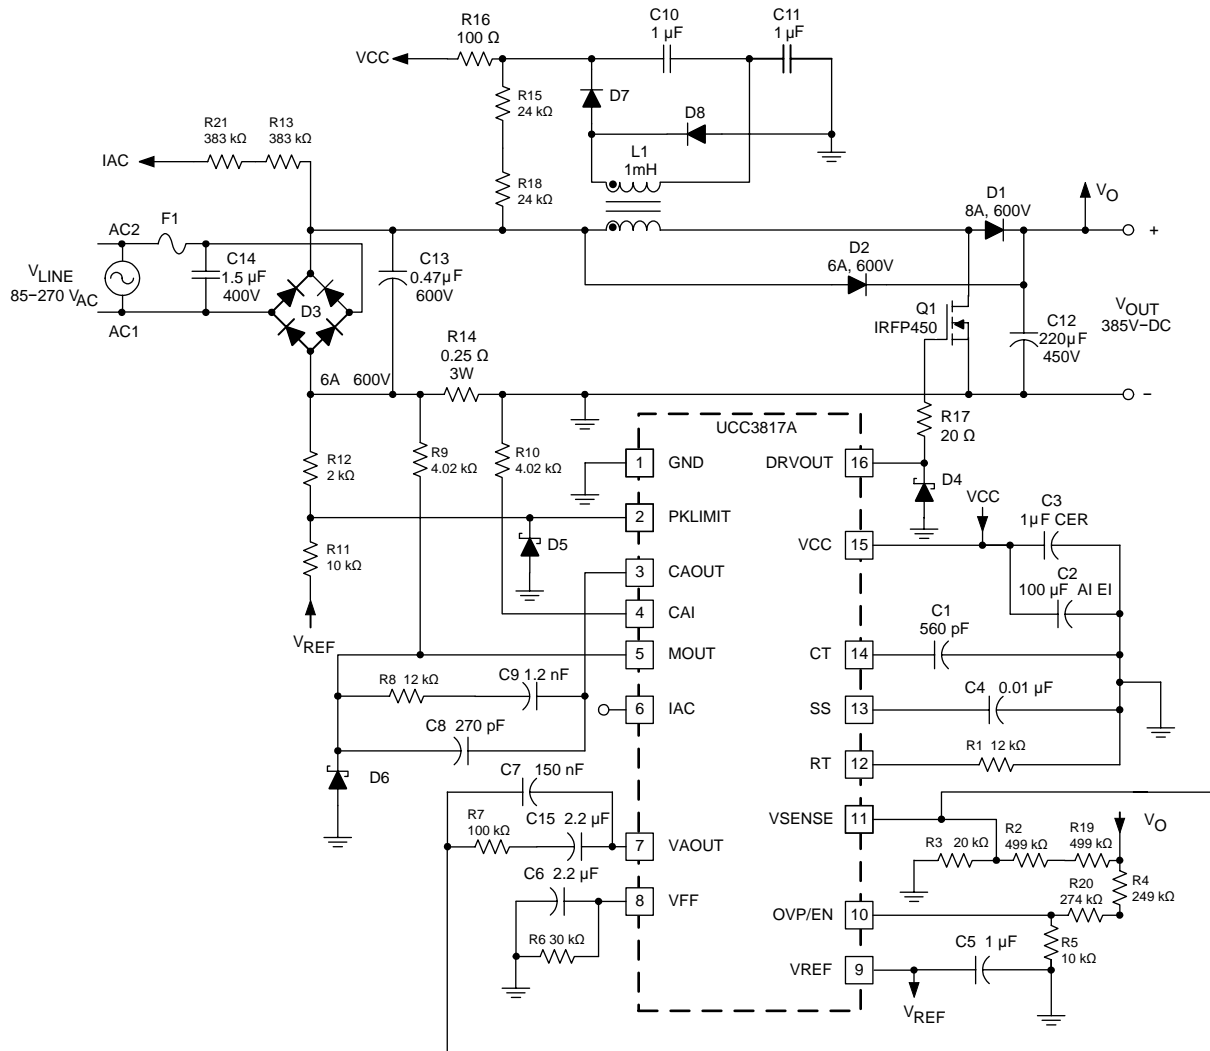 R16
100 Ω
VCC
C10
1 µF
C11
1 µF
R15
24 kΩ
D7
D8
R21
383 kΩ
R13
383 kΩ
IAC
R18
24 kΩ
L1
1mH
D1
8A, 600V
VO
AC2
F1
VLINE
85−270 VAC
C14
1.5 µF
400V
AC1
D3
C13
0.47µF
600V
D2
6A, 600V
+
Q1
IRFP450
VOUT
385V−DC
C12
220µF
450V
R14
0.25 Ω
3W
6A 600V
−
R17
20 Ω
UCC3817A
R12
2 kΩ
R9
4.02 kΩ
R10
4.02 kΩ
1
GND
DRVOUT
16
D4
2
PKLIMIT
VCC
C3
1µF CER
R11
10 kΩ
D5
VCC
15
3
CAOUT
C2
100 µF AI EI
VREF
4
CAI
C1
560 pF
5
MOUT
CT
14
R8 12 kΩ
C9 1.2 nF
C4 0.01 µF
6
IAC
SS
13
C8 270 pF
R1 12 kΩ
RT
12
D6
C7
150 nF
VSENSE
11
R7
100 kΩ
C15 2.2 µF
7
VAOUT
R3 20 kΩ
R2
499 kΩ
R19
499 kΩ
VO
C6
2.2 µF
8
VFF
R20
274 kΩ
R4
249 kΩ
OVP/EN
10
R6 30 kΩ
R5
10 kΩ
C5 1 µF
VREF
9
VREF